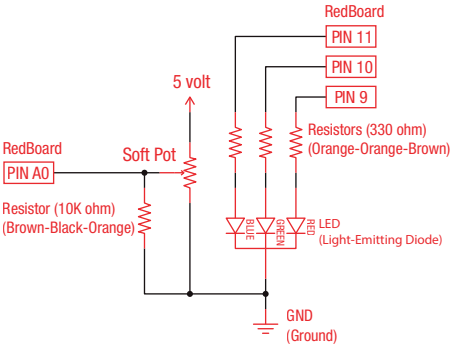 RedBoard
PIN 11
PIN 10
PIN 9
5 volt
Resistors (330 ohm)
(Orange-Orange-Brown)
RedBoard
PIN A0
Soft Pot
Resistor (10K ohm)
(Brown-Black-Orange)
BLUE
GREEN
RED
LED
(Light-Emitting Diode)
GND
(Ground)